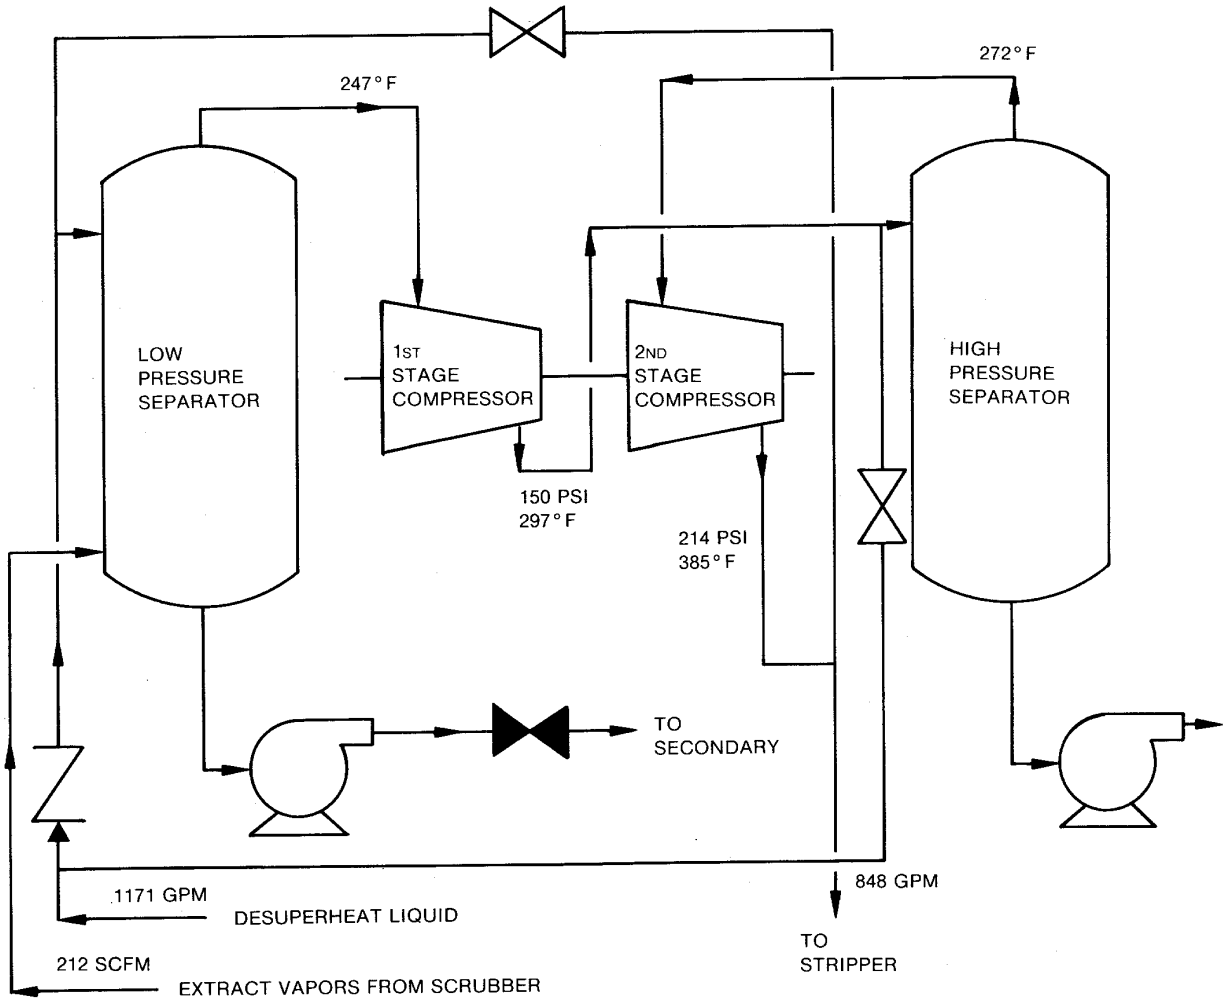 272°F
247°F
LOW
PRESSURE
SEPARATOR
1ST
STAGE
COMPRESSOR
2ND
STAGE
COMPRESSOR
HIGH
PRESSURE
SEPARATOR
150 PSI
297°F
214 PSI
385°F
TO
SECONDARY
848 GPM
1171 GPM
DESUPERHEAT LIQUID
TO
STRIPPER
212 SCFM
EXTRACT VAPORS FROM SCRUBBER